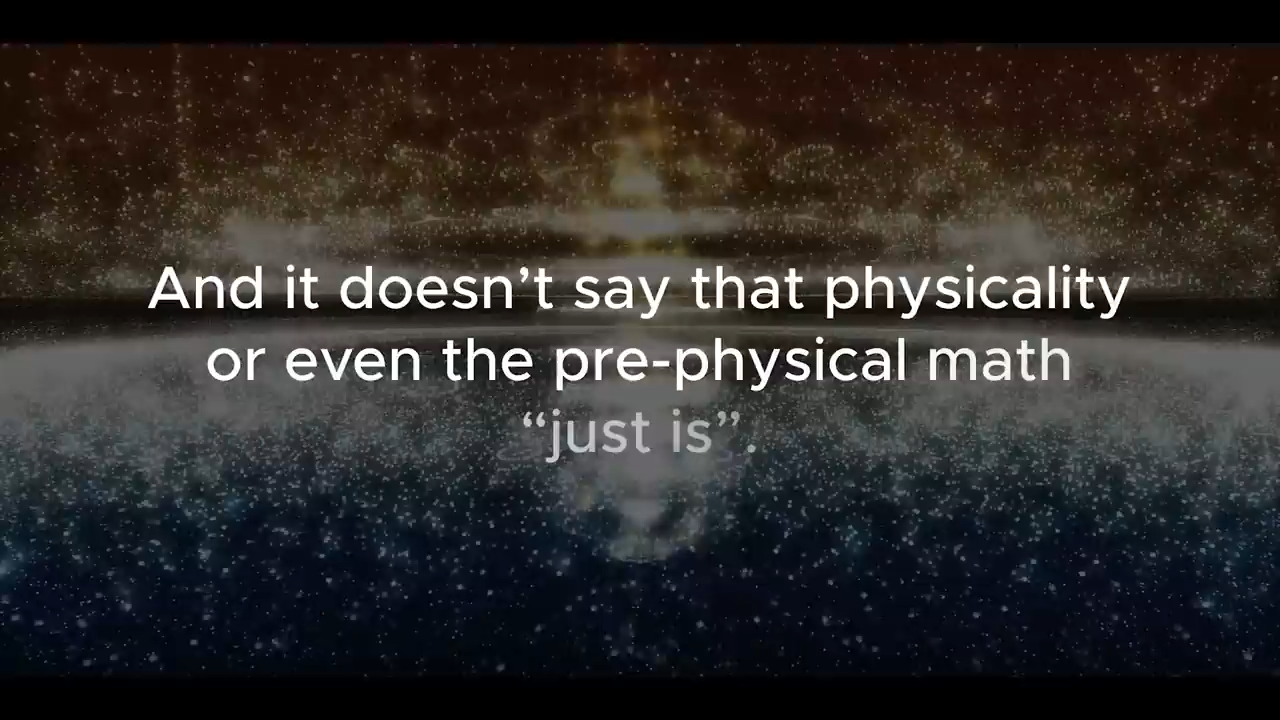 And it doesn’t say that physicality
or even the pre-physical math
“just is”.